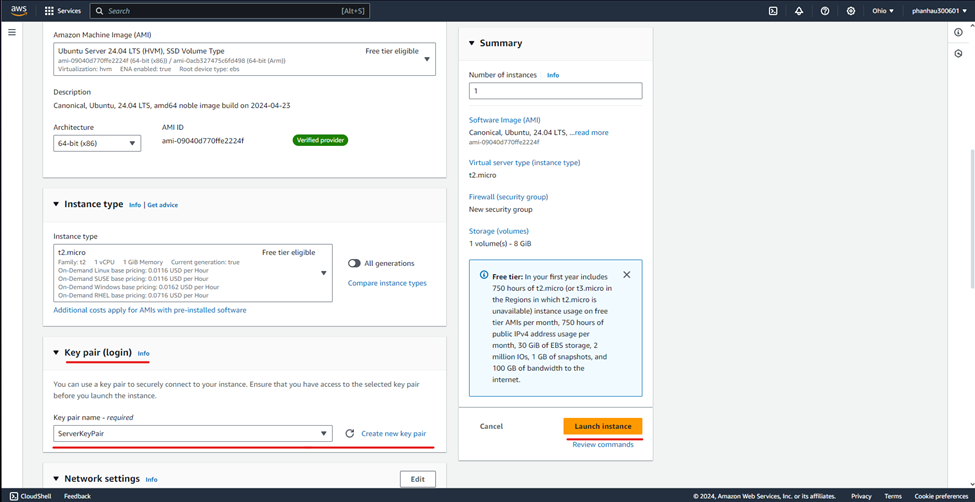 aws
Services
Search
[Alt+S]
Ohio
phanhau300601
Amazon Machine Image (AMI)
Ubuntu Server 24.04 LTS (HVM), SSD Volume Type
Free tier eligible
ami-09040d770ffe2224f (64-bit (x86)) / ami-0acb327475c6fd498 (64-bit (Arm))
Virtualization: hvm ENA enabled: true Root device type: ebs
Description
Canonical, Ubuntu, 24.04 LTS, amd64 noble image build on 2024-04-23
Architecture
AMI ID
64-bit (x86)
ami-09040d770ffe2224f
Verified provider
Instance type
Info | Get advice
Instance type
t2.micro
Free tier eligible
Family: t2 1 vCPU 1 GiB Memory Current generation: true
On-Demand Linux base pricing: 0.0116 USD per Hour
On-Demand SUSE base pricing: 0.0116 USD per Hour
On-Demand Windows base pricing: 0.0162 USD per Hour
On-Demand RHEL base pricing: 0.0716 USD per Hour
All generations
Compare instance types
Additional costs apply for AMIs with pre-installed software
Key pair (login)
Info
You can use a key pair to securely connect to your instance. Ensure that you have access to the selected key pair
before you launch the instance.
Key pair name - required
ServerKeyPair
Create new key pair
Network settings
Info
Edit
Summary
Number of instances
Info
1
Software Image (AMI)
Canonical, Ubuntu, 24.04 LTS, ...read more
ami-09040d770ffe2224f
Virtual server type (instance type)
t2.micro
Firewall (security group)
New security group
Storage (volumes)
1 volume(s) - 8 GiB
Free tier: In your first year includes
750 hours of t2.micro (or t3.micro in
the Regions in which t2.micro is
unavailable) instance usage on free
tier AMIs per month, 750 hours of
public IPv4 address usage per
month, 30 GiB of EBS storage, 2
million IOs, 1 GB of snapshots, and
100 GB of bandwidth to the
internet.
Cancel
Launch instance
Review commands
CloudShell
Feedback
© 2024, Amazon Web Services, Inc. or its affiliates.
Privacy
Terms
Cookie preferences